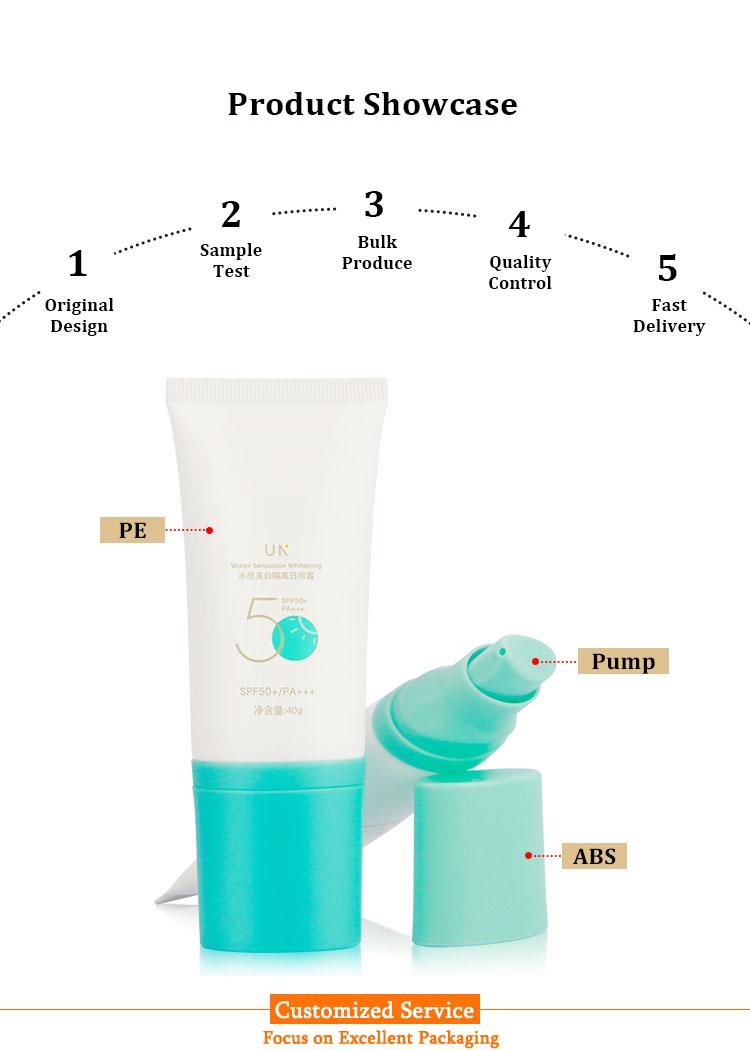 Product Showcase
1
Original
Design
2
Sample
Test
3
Bulk
Produce
4
Quality
Control
5
Fast
Delivery
PE
UN
Water Sensation Whitening
水感美白隔离日用霜
50
SPF50+
PA+++
SPF50+/PA+++
净含量:40g
Pump
ABS
Customized Service
Focus on Excellent Packaging